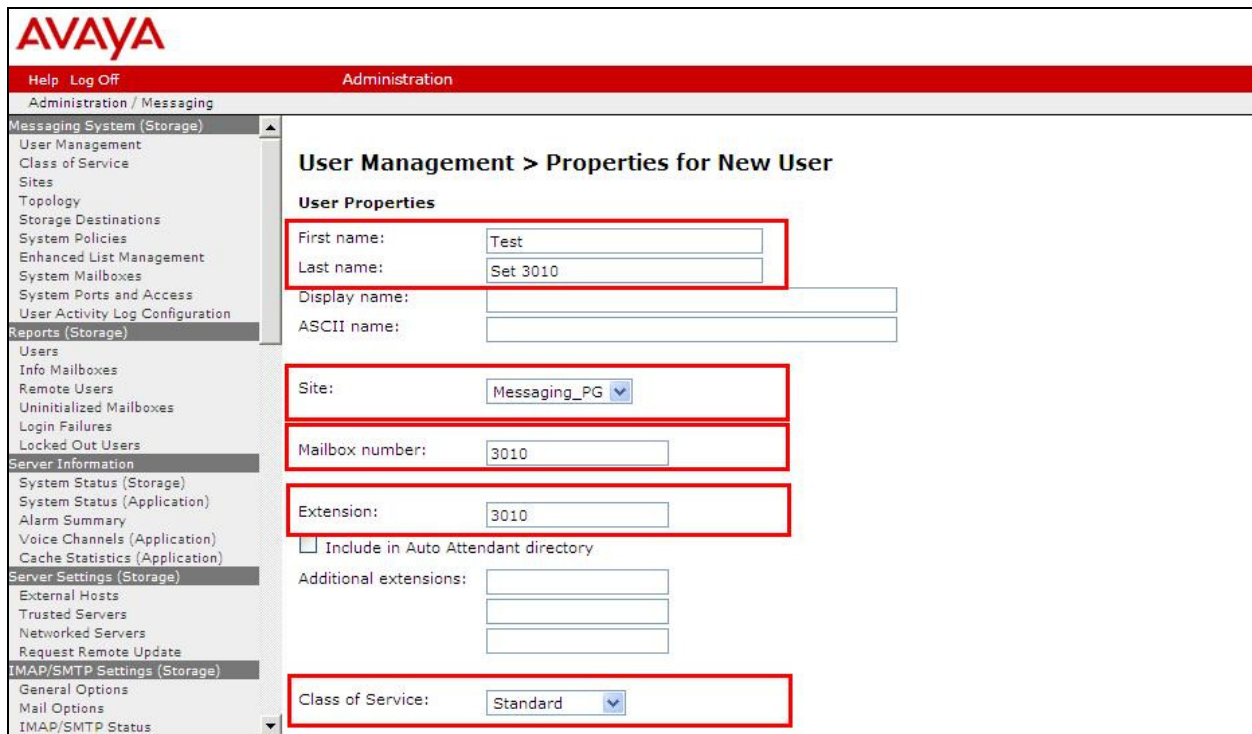 AVAYA
Help Log Off Administration
Administration / Messaging
Messaging System (Storage)
User Management
Class of Service
Sites
Topology
Storage Destinations
System Policies
Enhanced List Management
System Mailboxes
System Ports and Access
User Activity Log Configuration
Reports (Storage)
Users
Info Mailboxes
Remote Users
Uninitialized Mailboxes
Login Failures
Locked Out Users
Server Information
System Status (Storage)
System Status (Application)
Alarm Summary
Voice Channels (Application)
Cache Statistics (Application)
Server Settings (Storage)
External Hosts
Trusted Servers
Networked Servers
Request Remote Update
IMAP/SMTP Settings (Storage)
General Options
Mail Options
IMAP/SMTP Status
User Management > Properties for New User
User Properties
First name: Test
Last name: Set 3010
Display name:
ASCII name:
Site: Messaging_PG
Mailbox number: 3010
Extension: 3010
Include in Auto Attendant directory
Additional extensions:
Class of Service: Standard